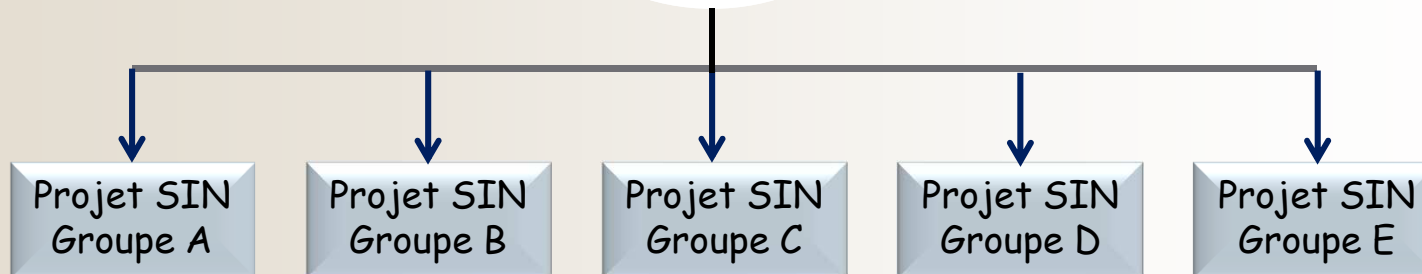 Projet SIN
Groupe A
Projet SIN
Groupe B
Projet SIN
Groupe C
Projet SIN
Groupe D
Projet SIN
Groupe E